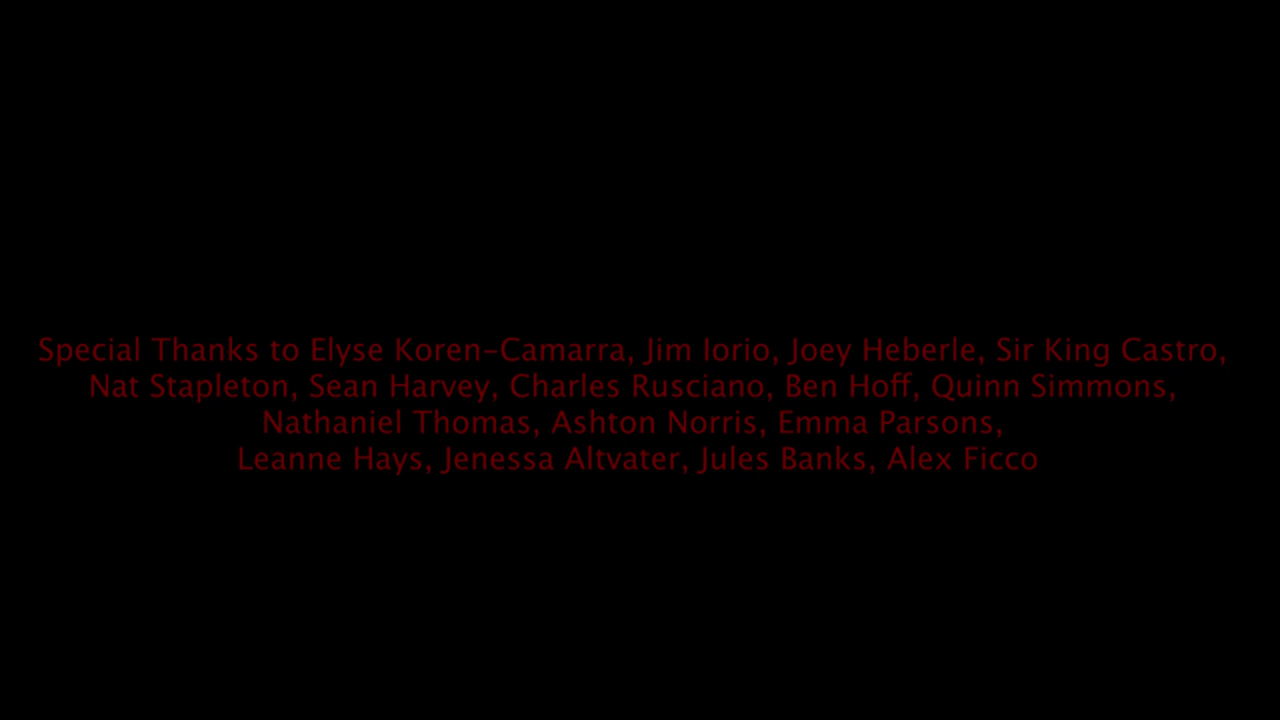 Special Thanks to Elyse Koren-Camarra, Jim Iorio, Joey Heberle, Sir King Castro,
Nat Stapleton, Sean Harvey, Charles Rusciano, Ben Hoff, Quinn Simmons,
Nathaniel Thomas, Ashton Norris, Emma Parsons,
Leanne Hays, Jenessa Altvater, Jules Banks, Alex Ficco